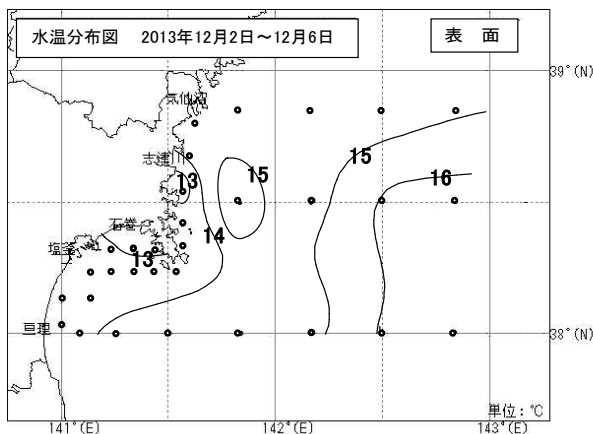 水温分布図 2013年12月2日～12月6日
表 面
39°(N)
気仙沼
志津川
13
15
15
16
石巻
14
塩釜
13
亘理
38°(N)
単位:℃
141°(E)
142°(E)
143°(E)